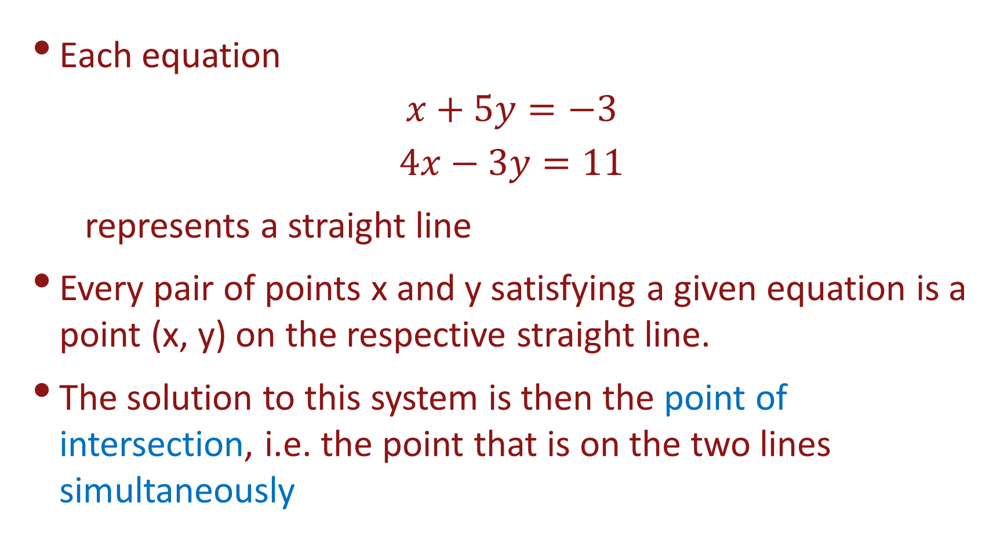 • Each equation
x + 5y = −3
4x − 3y = 11
represents a straight line
• Every pair of points x and y satisfying a given equation is a
point (x, y) on the respective straight line.
• The solution to this system is then the point of
intersection, i.e. the point that is on the two lines
simultaneously